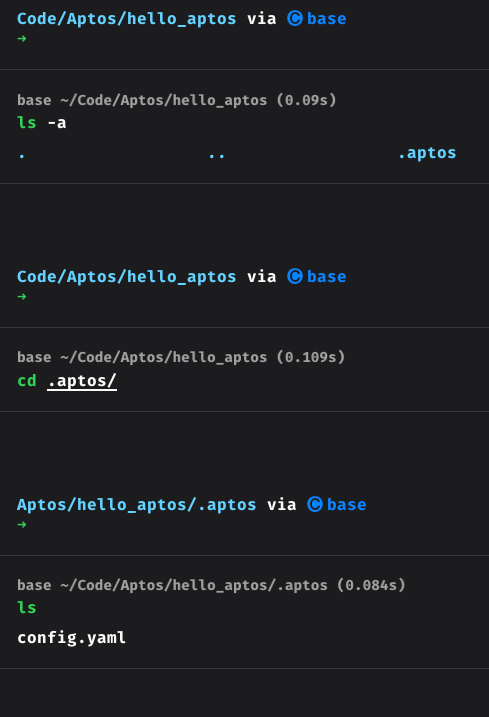 Code/Aptos/hello_aptos via 🅒 base
➜
base ~/Code/Aptos/hello_aptos (0.09s)
ls -a
. .. .aptos
Code/Aptos/hello_aptos via 🅒 base
➜
base ~/Code/Aptos/hello_aptos (0.109s)
cd .aptos/
Aptos/hello_aptos/.aptos via 🅒 base
➜
base ~/Code/Aptos/hello_aptos/.aptos (0.084s)
ls
config.yaml